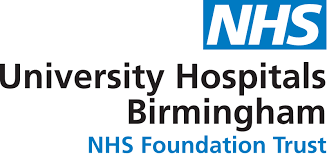 NHS
University Hospitals
Birmingham
NHS Foundation Trust